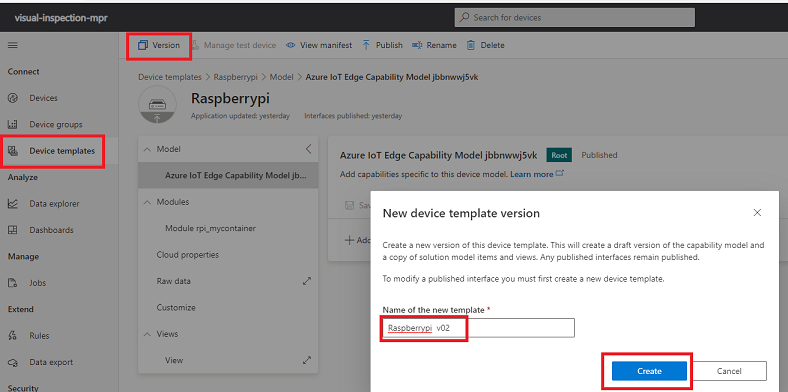 visual-inspection-mpr
Search for devices
Version
Manage test device
View manifest
Publish
Rename
Delete
Connect
Devices
Device groups
Device templates
Analyze
Data explorer
Dashboards
Manage
Jobs
Extend
Rules
Data export
Security
Device templates > Raspberrypi > Model > Azure IoT Edge Capability Model jbbnwwj5vk
Raspberrypi
Application updated: yesterday Interfaces published: yesterday
Model
Azure IoT Edge Capability Model jb...
Modules
Module rpi_mycontainer
Cloud properties
Raw data
Customize
Views
View
Azure IoT Edge Capability Model jbbnwwj5vk Root Published
Add capabilities specific to this device model. Learn more
Sav
Add
New device template version
Create a new version of this device template. This will create a draft version of the capability model and
a copy of solution model items and views. Any published interfaces remain published.
To modify a published interface you must first create a new device template.
Name of the new template *
Raspberrypi v02
Create
Cancel